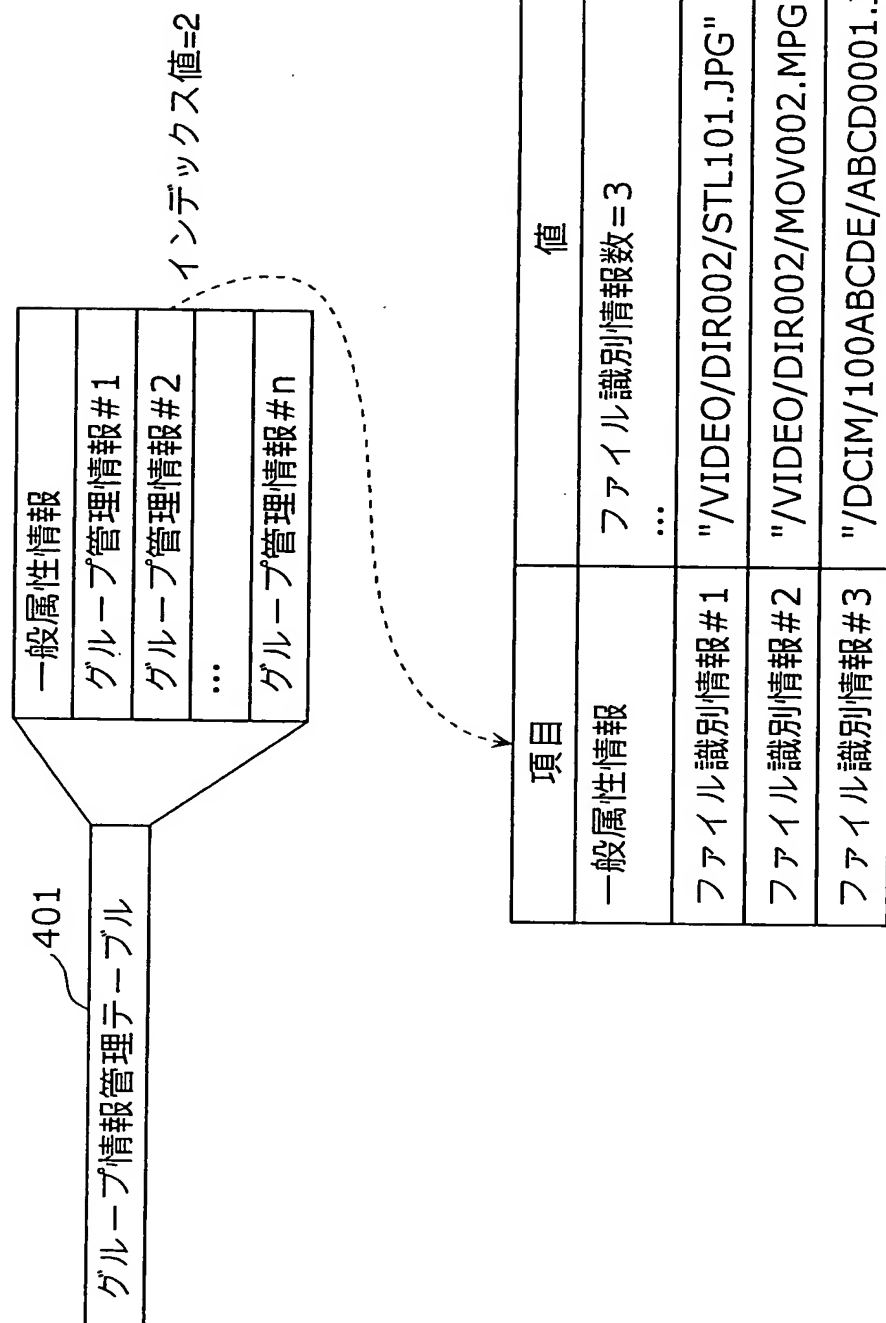 401
グループ情報管理テーブル
一般属性情報
グループ管理情報#1
グループ管理情報#2
…
グループ管理情報#n
インデックス値=2
項目 値
一般属性情報 ファイル識別情報数=3
…
ファイル識別情報#1 "/VIDEO/DIR002/STL101.JPG"
ファイル識別情報#2 "/VIDEO/DIR002/MOV002.MPG
ファイル識別情報#3 "/DCIM/100ABCDE/ABCD0001.